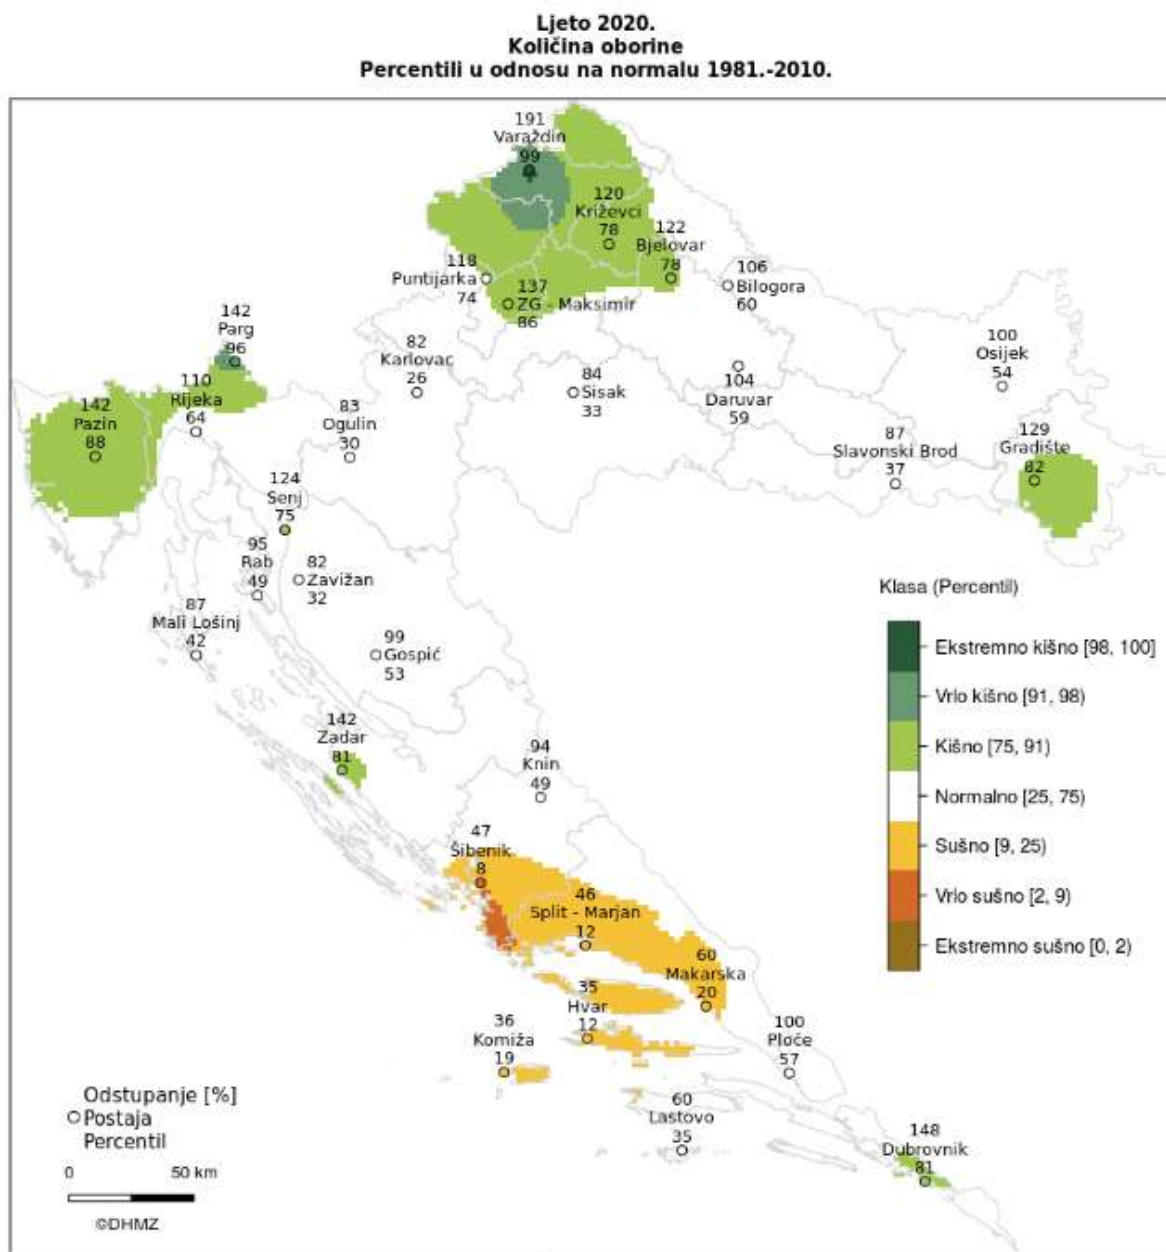 Ljeto 2020.
Količina oborine
Percentili u odnosu na normalu 1981.-2010.
191
Varaždin
99
120
Križevci
78
122
Bjelovar
78
118
Puntijarka
74
137
ZG - Maksimir
86
106
Bilogora
60
142
Parg
96
82
Karlovac
26
84
Sisak
33
104
Daruvar
59
100
Osijek
54
110
Rijeka
64
142
Pazin
88
83
Ogulin
30
87
Slavonski Brod
37
129
Gradište
82
124
Senj
75
95
Rab
49
82
Zavižan
32
87
Mali Lošinj
42
99
Gospić
53
142
Zadar
81
94
Knin
49
47
Šibenik
8
46
Split - Marjan
12
60
Makarska
20
35
Hvar
12
36
Komiža
19
100
Ploče
57
60
Lastovo
35
148
Dubrovnik
81
Klasa (Percentil)
Ekstremno kišno [98, 100]
Vrlo kišno [91, 98)
Kišno [75, 91)
Normalno [25, 75)
Sušno [9, 25)
Vrlo sušno [2, 9)
Ekstremno sušno [0, 2)
Odstupanje [%]
Postaja
Percentil
0 50 km
©DHMZ